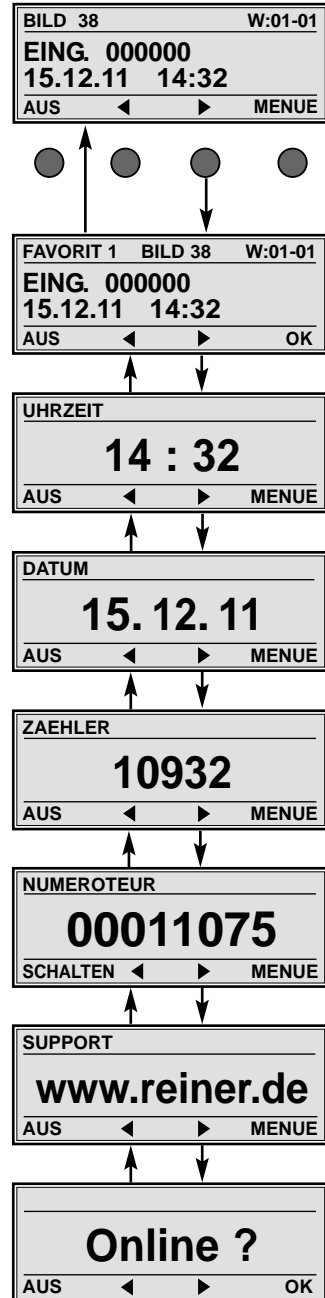 BILD 38 W:01-01
EING. 000000
15.12.11 14:32
AUS ◀ ▶ MENUE
FAVORIT 1 BILD 38 W:01-01
EING. 000000
15.12.11 14:32
AUS ◀ ▶ OK
UHRZEIT
14 : 32
AUS ◀ ▶ MENUE
DATUM
15. 12. 11
AUS ◀ ▶ MENUE
ZAEHLER
10932
AUS ◀ ▶ MENUE
NUMEROTEUR
00011075
SCHALTEN ◀ ▶ MENUE
SUPPORT
www.reiner.de
AUS ◀ ▶ MENUE
Online ?
AUS ◀ ▶ OK